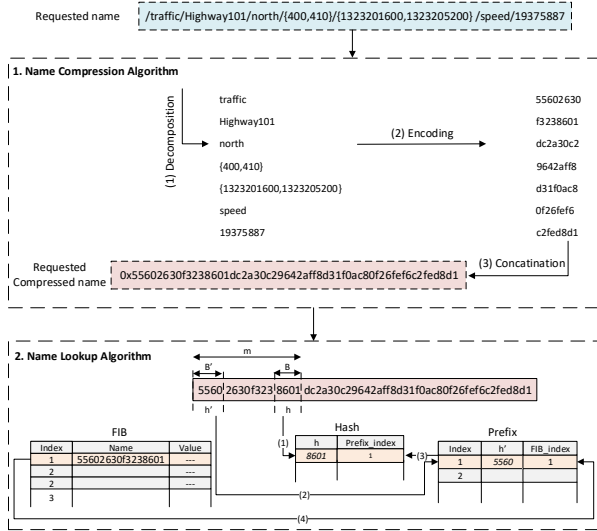 Requested name
/traffic/Highway101/north/{400,410}/{1323201600,1323205200} /speed/19375887
1. Name Compression Algorithm
(1) Decomposition
traffic 55602630
Highway101 f3238601
north (2) Encoding dc2a30c2
{400,410} 9642aff8
{1323201600,1323205200} d31f0ac8
speed 0f26fef6
19375887 c2fed8d1
(3) Concatination
Requested
Compressed name
0x55602630f3238601dc2a30c29642aff8d31f0ac80f26fef6c2fed8d1
2. Name Lookup Algorithm
m
B' B
5560 2630f323 8601 dc2a30c29642aff8d31f0ac80f26fef6c2fed8d1
h' h
FIB
Index Name Value
1 55602630f3238601 ---
2 ---
2 ---
3
(1)
Hash
h Prefix_index
8601 1
(3)
Prefix
Index h' FIB_index
1 5560 1
2
(2)
(4)